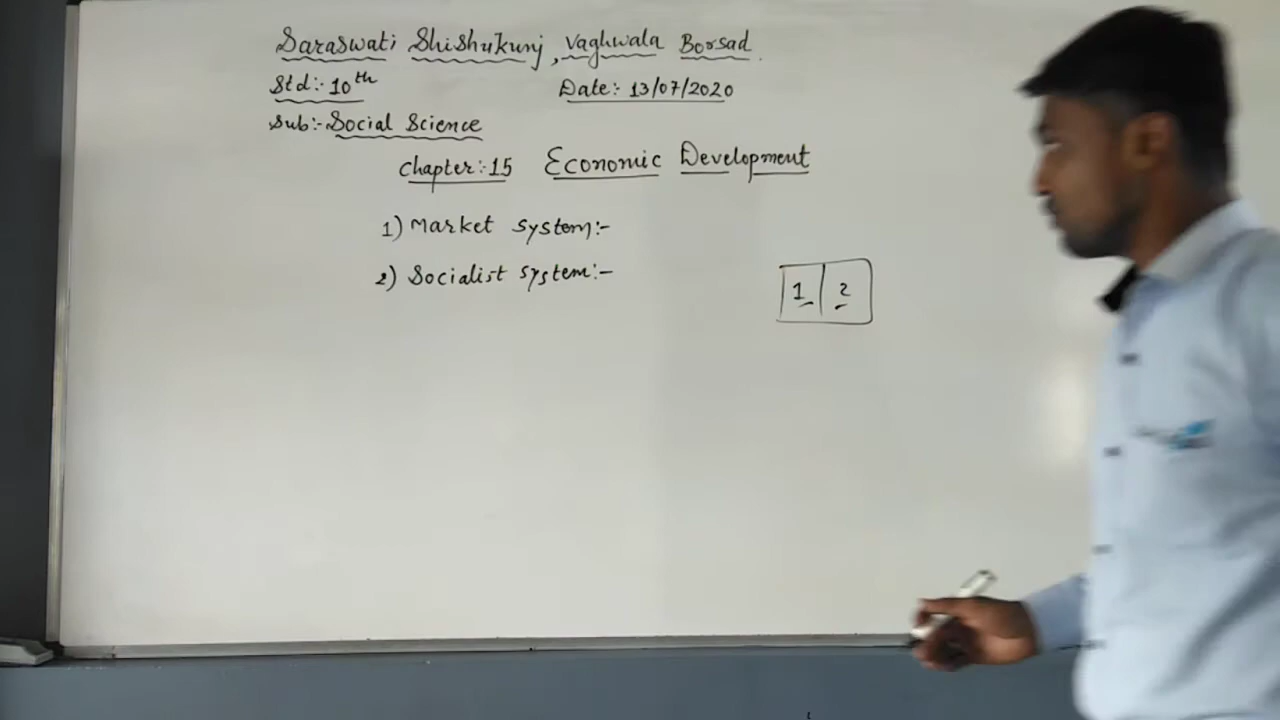 Saraswati Shishukunj, Vaghwala Borsad.
Std:- 10th Date:- 13/07/2020
Sub:- Social Science
Chapter:-15 Economic Development
1) Market system:-
2) Socialist system:-
1 2